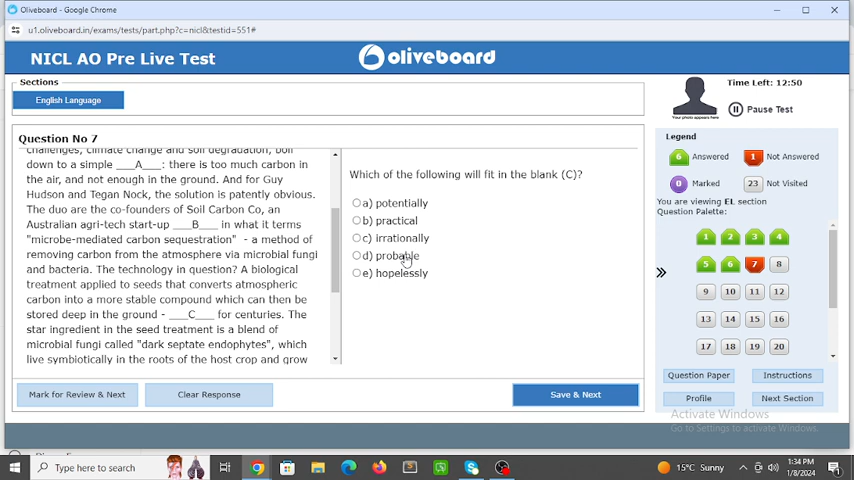 Oliveboard - Google Chrome
u1.oliveboard.in/exams/tests/part.php?c=nicl&testid=551#
NICL AO Pre Live Test
oliveboard
Sections
English Language
Time Left: 12:50
Pause Test
Your photo appears here
Question No 7
challenges, climate change and soil degradation, boil
down to a simple ___A___: there is too much carbon in
the air, and not enough in the ground. And for Guy
Hudson and Tegan Nock, the solution is patently obvious.
The duo are the co-founders of Soil Carbon Co, an
Australian agri-tech start-up ___B___ in what it terms
"microbe-mediated carbon sequestration" - a method of
removing carbon from the atmosphere via microbial fungi
and bacteria. The technology in question? A biological
treatment applied to seeds that converts atmospheric
carbon into a more stable compound which can then be
stored deep in the ground - ___C___ for centuries. The
star ingredient in the seed treatment is a blend of
microbial fungi called "dark septate endophytes", which
live symbiotically in the roots of the host crop and grow
Which of the following will fit in the blank (C)?
a) potentially
b) practical
c) irrationally
d) probable
e) hopelessly
Legend
6 Answered
1 Not Answered
0 Marked
23 Not Visited
You are viewing EL section
Question Palette:
1 2 3 4
5 6 7 8
9 10 11 12
13 14 15 16
17 18 19 20
Mark for Review & Next
Clear Response
Save & Next
Question Paper
Instructions
Profile
Next Section
Activate Windows
Go to Settings to activate Windows.
Type here to search
15°C Sunny
1:34 PM
1/8/2024